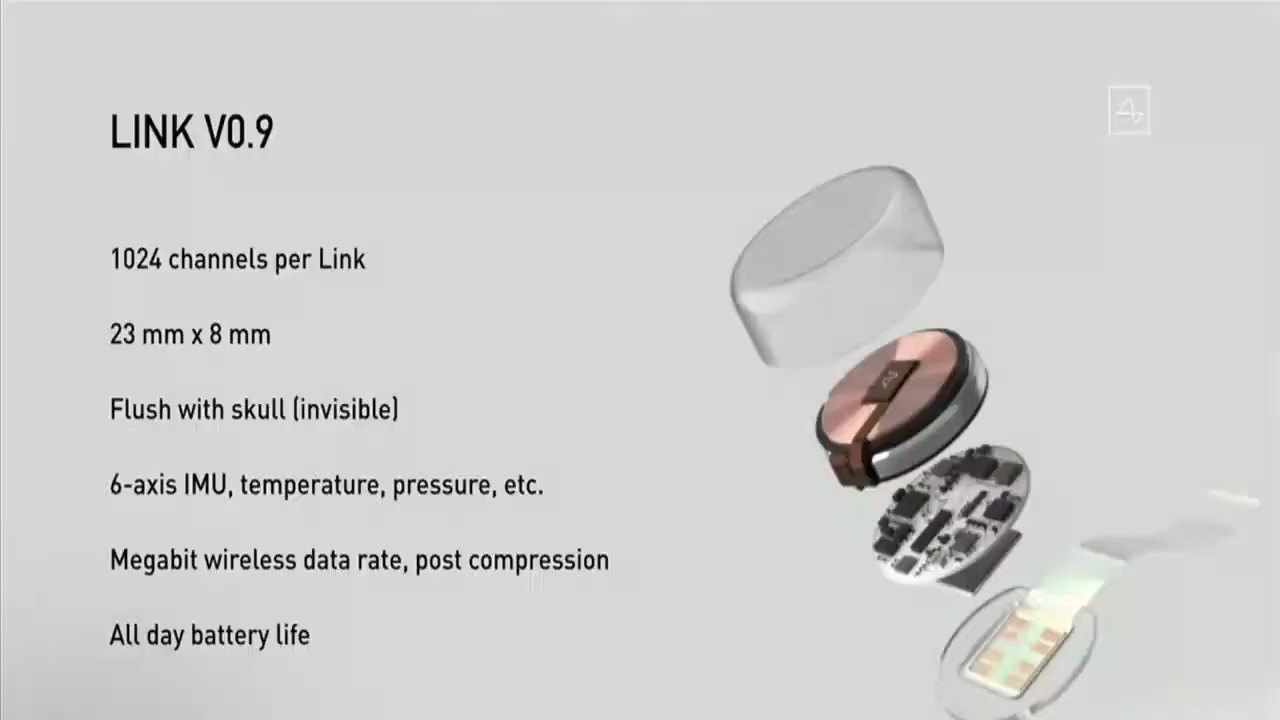 LINK V0.9
1024 channels per Link
23 mm x 8 mm
Flush with skull (invisible)
6-axis IMU, temperature, pressure, etc.
Megabit wireless data rate, post compression
All day battery life